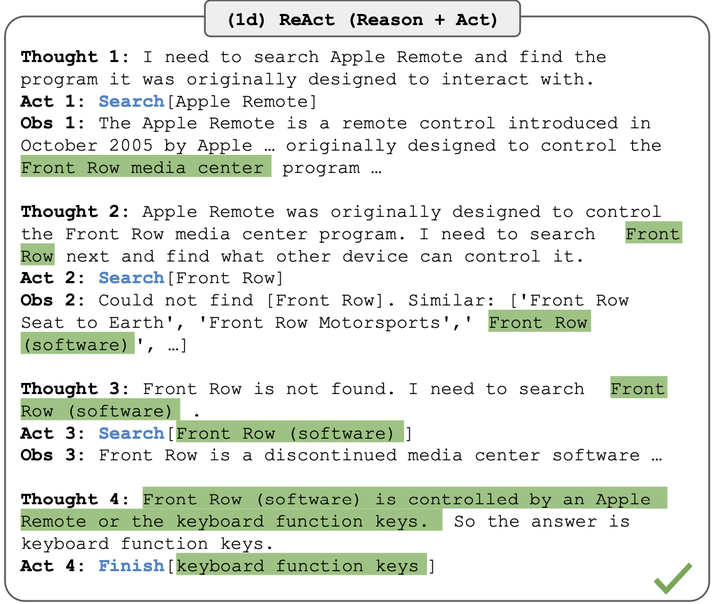 (1d) ReAct (Reason + Act)
Thought 1: I need to search Apple Remote and find the
program it was originally designed to interact with.
Act 1: Search[Apple Remote]
Obs 1: The Apple Remote is a remote control introduced in
October 2005 by Apple … originally designed to control the
Front Row media center program …
Thought 2: Apple Remote was originally designed to control
the Front Row media center program. I need to search Front
Row next and find what other device can control it.
Act 2: Search[Front Row]
Obs 2: Could not find [Front Row]. Similar: ['Front Row
Seat to Earth', 'Front Row Motorsports',' Front Row
(software)', …]
Thought 3: Front Row is not found. I need to search Front
Row (software) .
Act 3: Search[Front Row (software) ]
Obs 3: Front Row is a discontinued media center software …
Thought 4: Front Row (software) is controlled by an Apple
Remote or the keyboard function keys. So the answer is
keyboard function keys.
Act 4: Finish[keyboard function keys ]